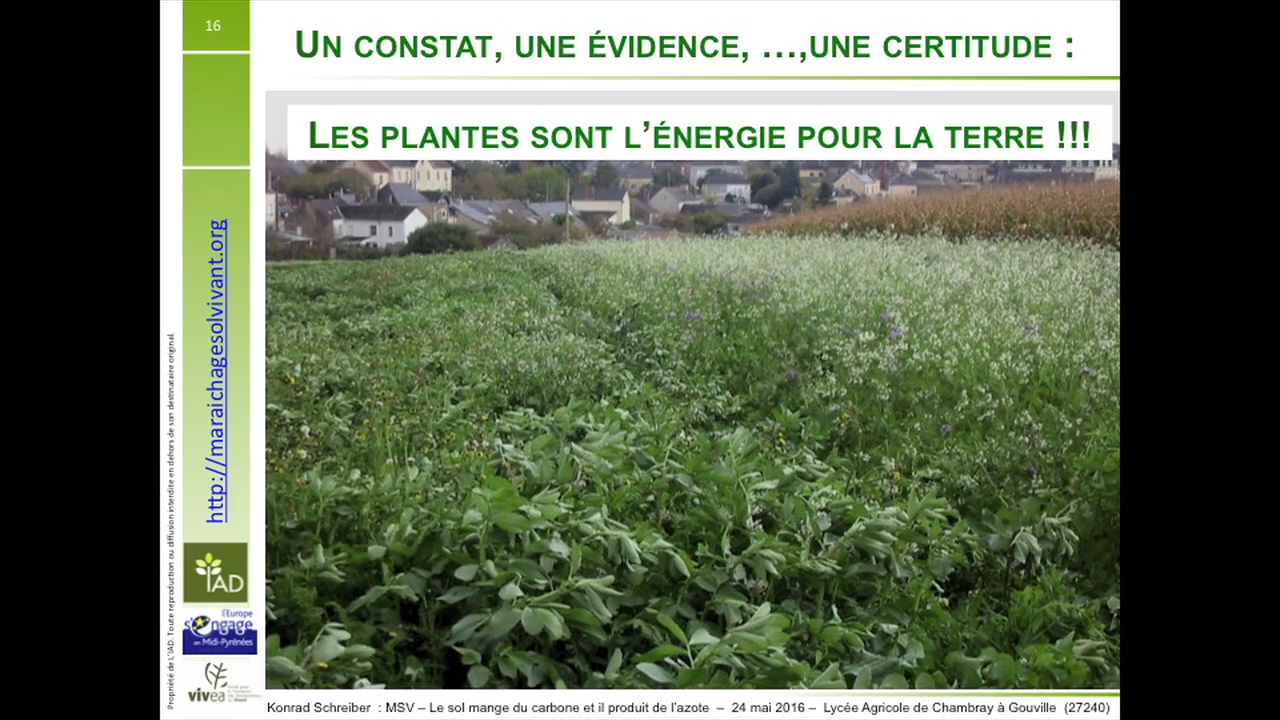 16
UN CONSTAT, UNE ÉVIDENCE, …,UNE CERTITUDE :
LES PLANTES SONT L’ÉNERGIE POUR LA TERRE !!!
http://maraichagesolvivant.org
Propriété de L'IAD. Toute reproduction ou diffusion interdite en dehors de son destinataire original.
IAD
l'Europe
s'engage
en Midi-Pyrénées
vivea
Konrad Schreiber : MSV – Le sol mange du carbone et il produit de l’azote – 24 mai 2016 – Lycée Agricole de Chambray à Gouville (27240)